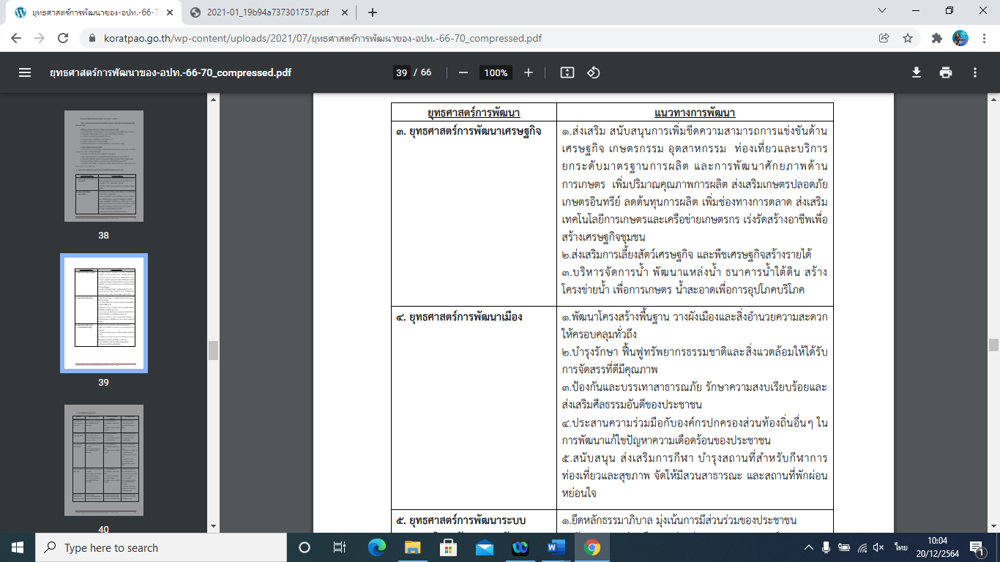 ยุทธศาสตร์การพัฒนาของ-อปท.-66-7
2021-01_19b94a737301757.pdf
koratpao.go.th/wp-content/uploads/2021/07/ยุทธศาสตร์การพัฒนาของ-อปท.-66-70_compressed.pdf
ยุทธศาสตร์การพัฒนาของ-อปท.-66-70_compressed.pdf
39 / 66
100%
38
39
40
ยุทธศาสตร์การพัฒนา
แนวทางการพัฒนา
๓. ยุทธศาสตร์การพัฒนาเศรษฐกิจ
๑.ส่งเสริม สนับสนุนการเพิ่มขีดความสามารถการแข่งขันด้าน
เศรษฐกิจ เกษตรกรรม อุตสาหกรรม ท่องเที่ยวและบริการ
ยกระดับมาตรฐานการผลิต และการพัฒนาศักยภาพด้าน
การเกษตร เพิ่มปริมาณคุณภาพการผลิต ส่งเสริมเกษตรปลอดภัย
เกษตรอินทรีย์ ลดต้นทุนการผลิต เพิ่มช่องทางการตลาด ส่งเสริม
เทคโนโลยีการเกษตรและเครือข่ายเกษตรกร เร่งรัดสร้างอาชีพเพื่อ
สร้างเศรษฐกิจชุมชน
๒.ส่งเสริมการเลี้ยงสัตว์เศรษฐกิจ และพืชเศรษฐกิจสร้างรายได้
๓.บริหารจัดการน้ำ พัฒนาแหล่งน้ำ ธนาคารน้ำใต้ดิน สร้าง
โครงข่ายน้ำ เพื่อการเกษตร น้ำสะอาดเพื่อการอุปโภคบริโภค
๔. ยุทธศาสตร์การพัฒนาเมือง
๑.พัฒนาโครงสร้างพื้นฐาน วางผังเมืองและสิ่งอำนวยความสะดวก
ให้ครอบคลุมทั่วถึง
๒.บำรุงรักษา ฟื้นฟูทรัพยากรธรรมชาติและสิ่งแวดล้อมให้ได้รับ
การจัดสรรที่ดีมีคุณภาพ
๓.ป้องกันและบรรเทาสาธารณภัย รักษาความสงบเรียบร้อยและ
ส่งเสริมศีลธรรมอันดีของประชาชน
๔.ประสานความร่วมมือกับองค์กรปกครองส่วนท้องถิ่นอื่นๆ ใน
การพัฒนาแก้ไขปัญหาความเดือดร้อนของประชาชน
๕.สนับสนุน ส่งเสริมการกีฬา บำรุงสถานที่สำหรับกีฬาการ
ท่องเที่ยวและสุขภาพ จัดให้มีสวนสาธารณะ และสถานที่พักผ่อน
หย่อนใจ
๕. ยุทธศาสตร์การพัฒนาระบบ
๑.ยึดหลักธรรมาภิบาล มุ่งเน้นการมีส่วนร่วมของประชาชน
Type here to search
ไทย
10:04
20/12/2564
1